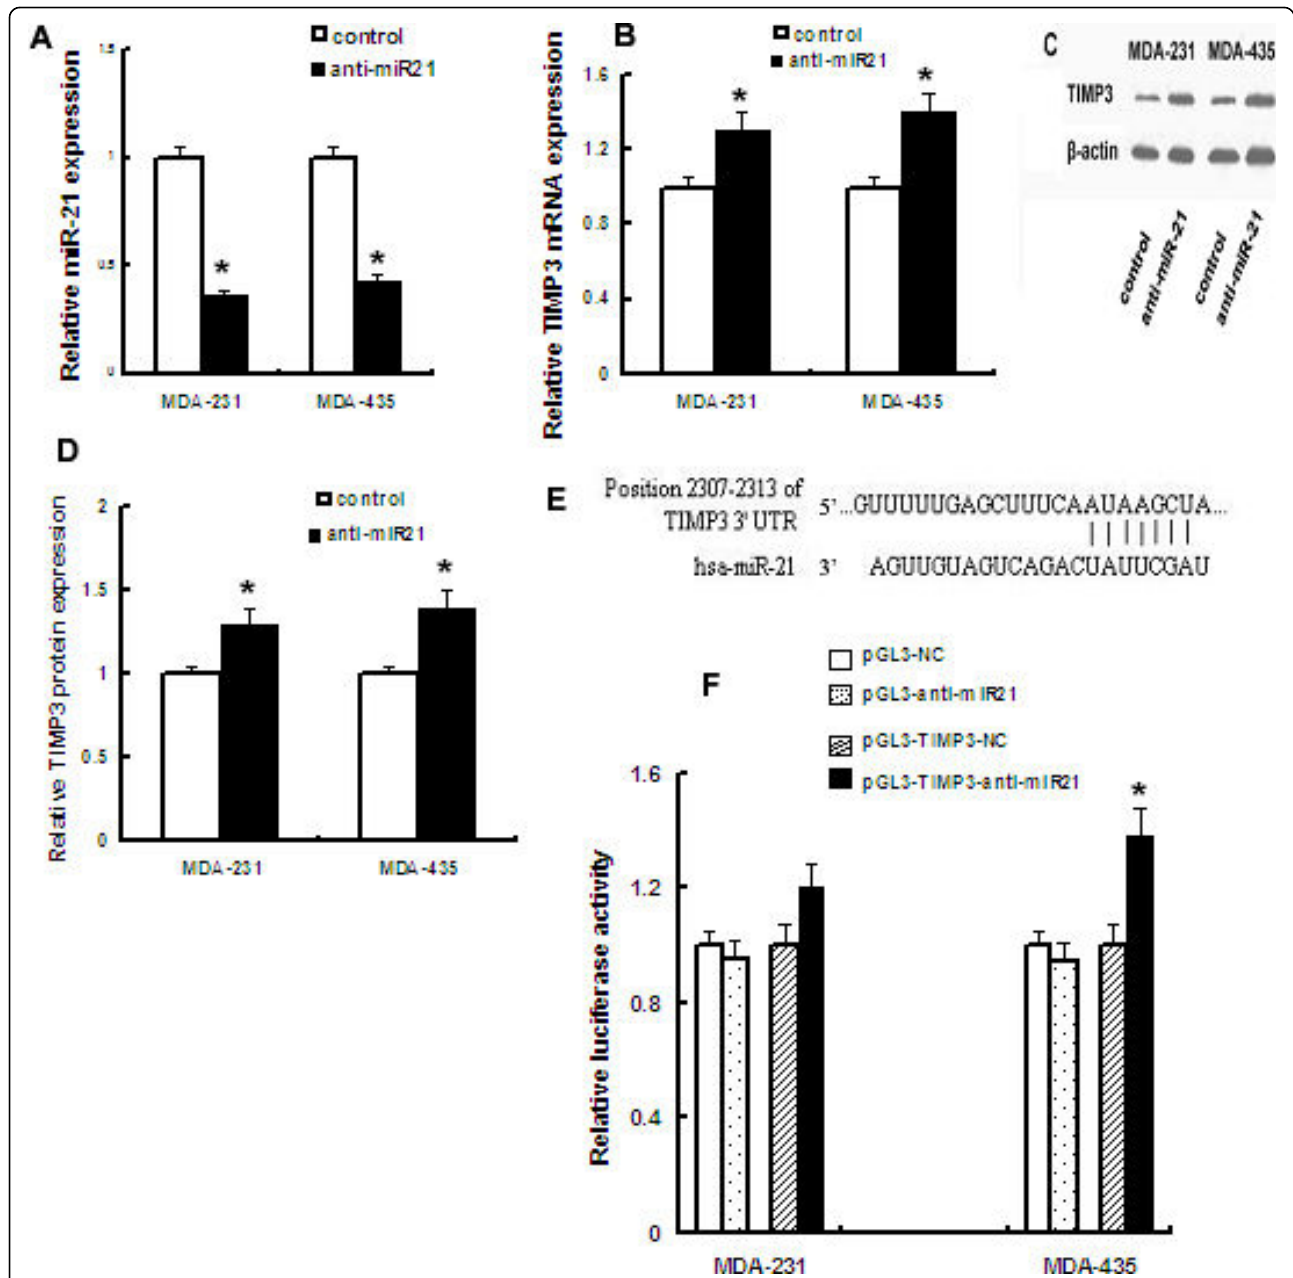 A
control
anti-miR21
Relative miR-21 expression
1.5
1
0.5
0
*
*
MDA-231
MDA-435
B
control
anti-miR21
Relative TIMP3 mRNA expression
1.6
1.2
0.8
0.4
0
*
*
MDA-231
MDA-435
C
MDA-231 MDA-435
TIMP3
β-actin
control
anti-miR-21
control
anti-miR-21
D
control
anti-miR21
Relative TIMP3 protein expression
2
1.5
1
0.5
0
*
*
MDA-231
MDA-435
E
Position 2307-2313 of
TIMP3 3' UTR
5' ...GUUUUUGAGCUUUCAAUAAGCUA...
hsa-miR-21 3' AGUUGUAGUCAGACUAUUCGAU
F
pGL3-NC
pGL3-anti-miR21
pGL3-TIMP3-NC
pGL3-TIMP3-anti-miR21
Relative luciferase activity
1.6
1.2
0.8
0.4
0
*
MDA-231
MDA-435